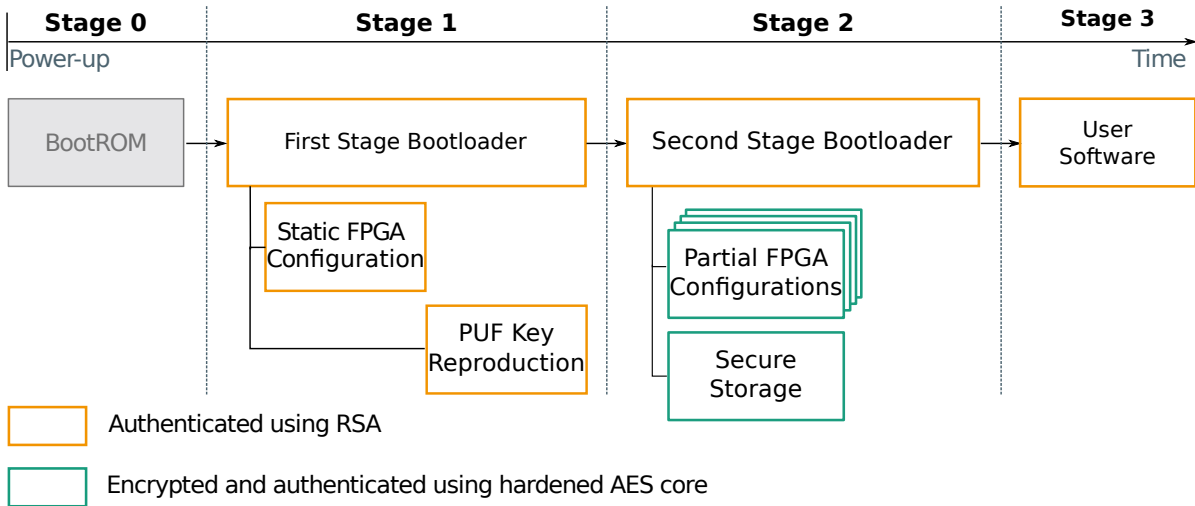 Stage 0
Stage 1
Stage 2
Stage 3
Power-up
Time
BootROM
First Stage Bootloader
Second Stage Bootloader
User
Software
Static FPGA
Configuration
PUF Key
Reproduction
Partial FPGA
Configurations
Secure
Storage
Authenticated using RSA
Encrypted and authenticated using hardened AES core